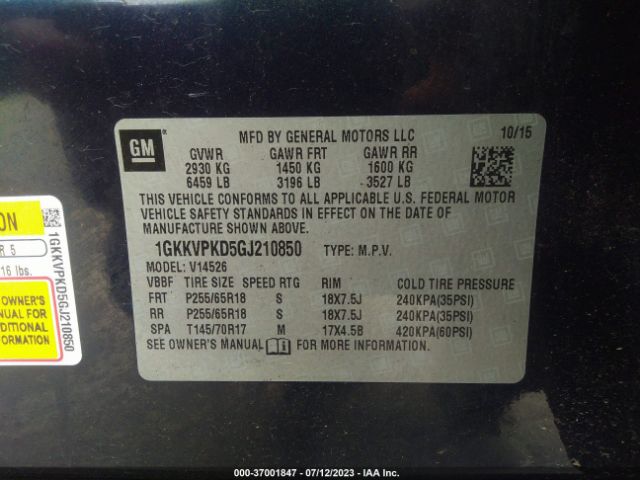 GM
MFD BY GENERAL MOTORS LLC 10/15
GVWR GAWR FRT GAWR RR
2930 KG 1450 KG 1600 KG
6459 LB 3196 LB 3527 LB
THIS VEHICLE CONFORMS TO ALL APPLICABLE U.S. FEDERAL MOTOR
VEHICLE SAFETY STANDARDS IN EFFECT ON THE DATE OF
MANUFACTURE SHOWN ABOVE.
1GKKVPKD5GJ210850 TYPE: M.P.V.
MODEL: V14526
VBBF TIRE SIZE SPEED RTG RIM COLD TIRE PRESSURE
FRT P255/65R18 S 18X7.5J 240KPA(35PSI)
RR P255/65R18 S 18X7.5J 240KPA(35PSI)
SPA T145/70R17 M 17X4.5B 420KPA(60PSI)
SEE OWNER'S MANUAL FOR MORE INFORMATION.
ION
R 5
16 lbs.
OWNER'S
NUAL FOR
DITIONAL
ORMATION
1GKKVPKD5GJ210850
000-37001847 / 07/12/2023 - IAA Inc.